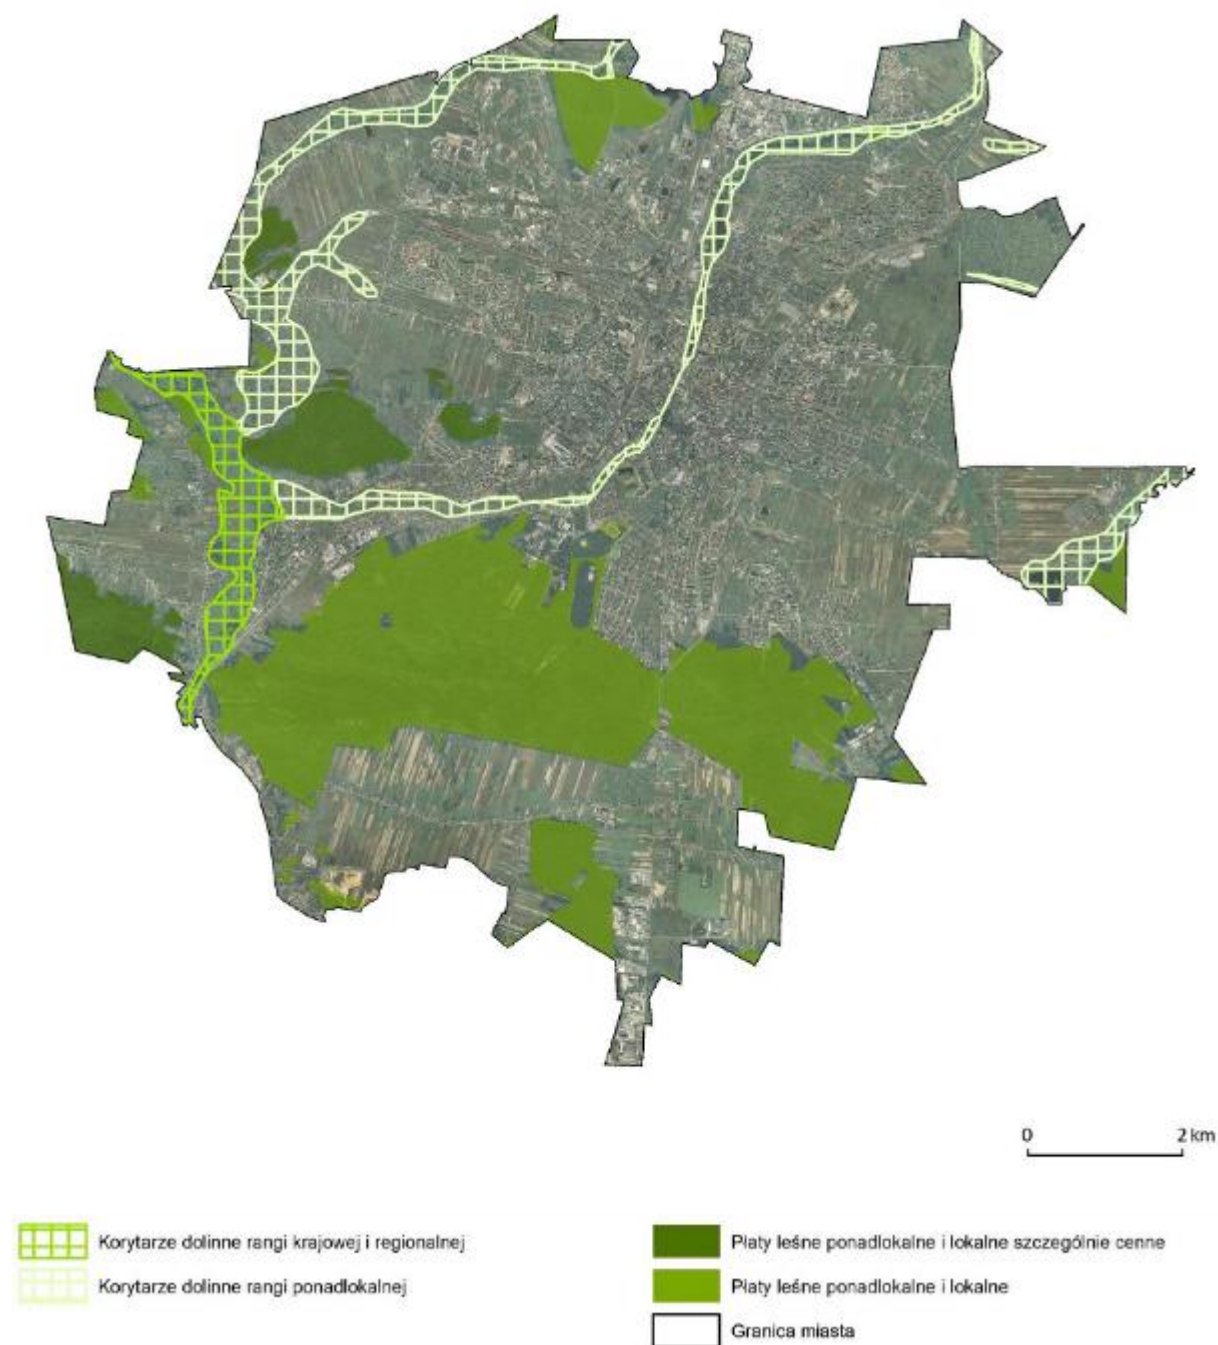 0 2 km
Korytarze dolinne rangi krajowej i regionalnej
Korytarze dolinne rangi ponadlokalnej
Płaty leśne ponadlokalne i lokalne szczególnie cenne
Płaty leśne ponadlokalne i lokalne
Granica miasta